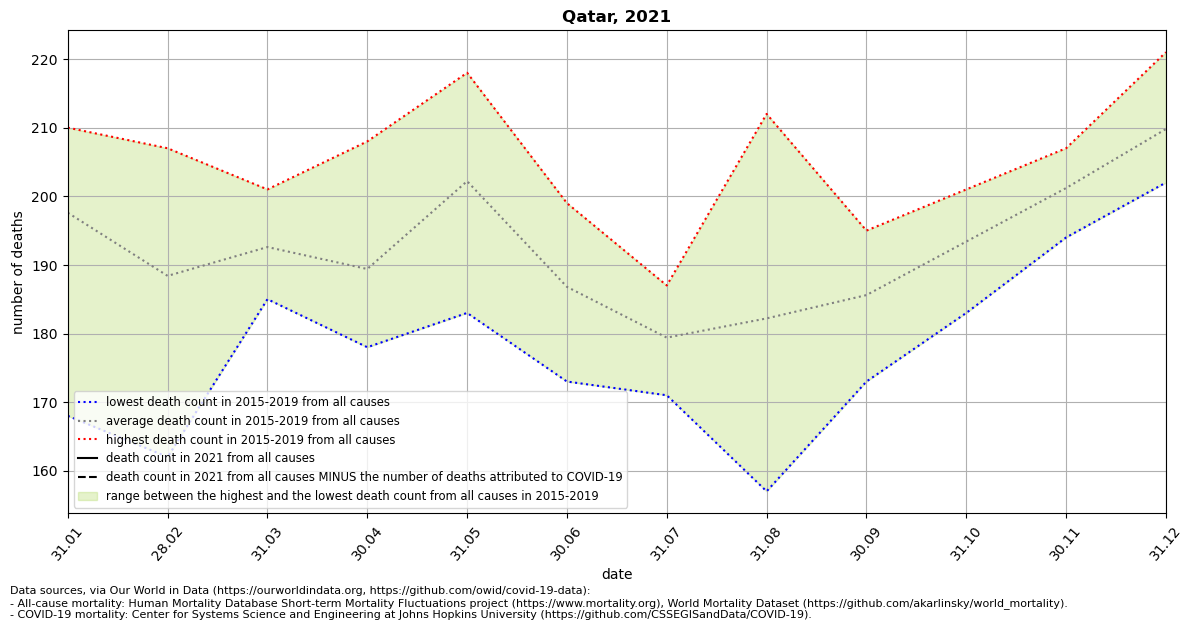 Qatar, 2021
number of deaths
220
210
200
190
180
170
160
lowest death count in 2015-2019 from all causes
average death count in 2015-2019 from all causes
highest death count in 2015-2019 from all causes
death count in 2021 from all causes
death count in 2021 from all causes MINUS the number of deaths attributed to COVID-19
range between the highest and the lowest death count from all causes in 2015-2019
31.01 28.02 31.03 30.04 31.05 30.06 31.07 31.08 30.09 31.10 30.11 31.12
date
Data sources, via Our World in Data (https://ourworldindata.org, https://github.com/owid/covid-19-data):
- All-cause mortality: Human Mortality Database Short-term Mortality Fluctuations project (https://www.mortality.org), World Mortality Dataset (https://github.com/akarlinsky/world_mortality).
- COVID-19 mortality: Center for Systems Science and Engineering at Johns Hopkins University (https://github.com/CSSEGISandData/COVID-19).